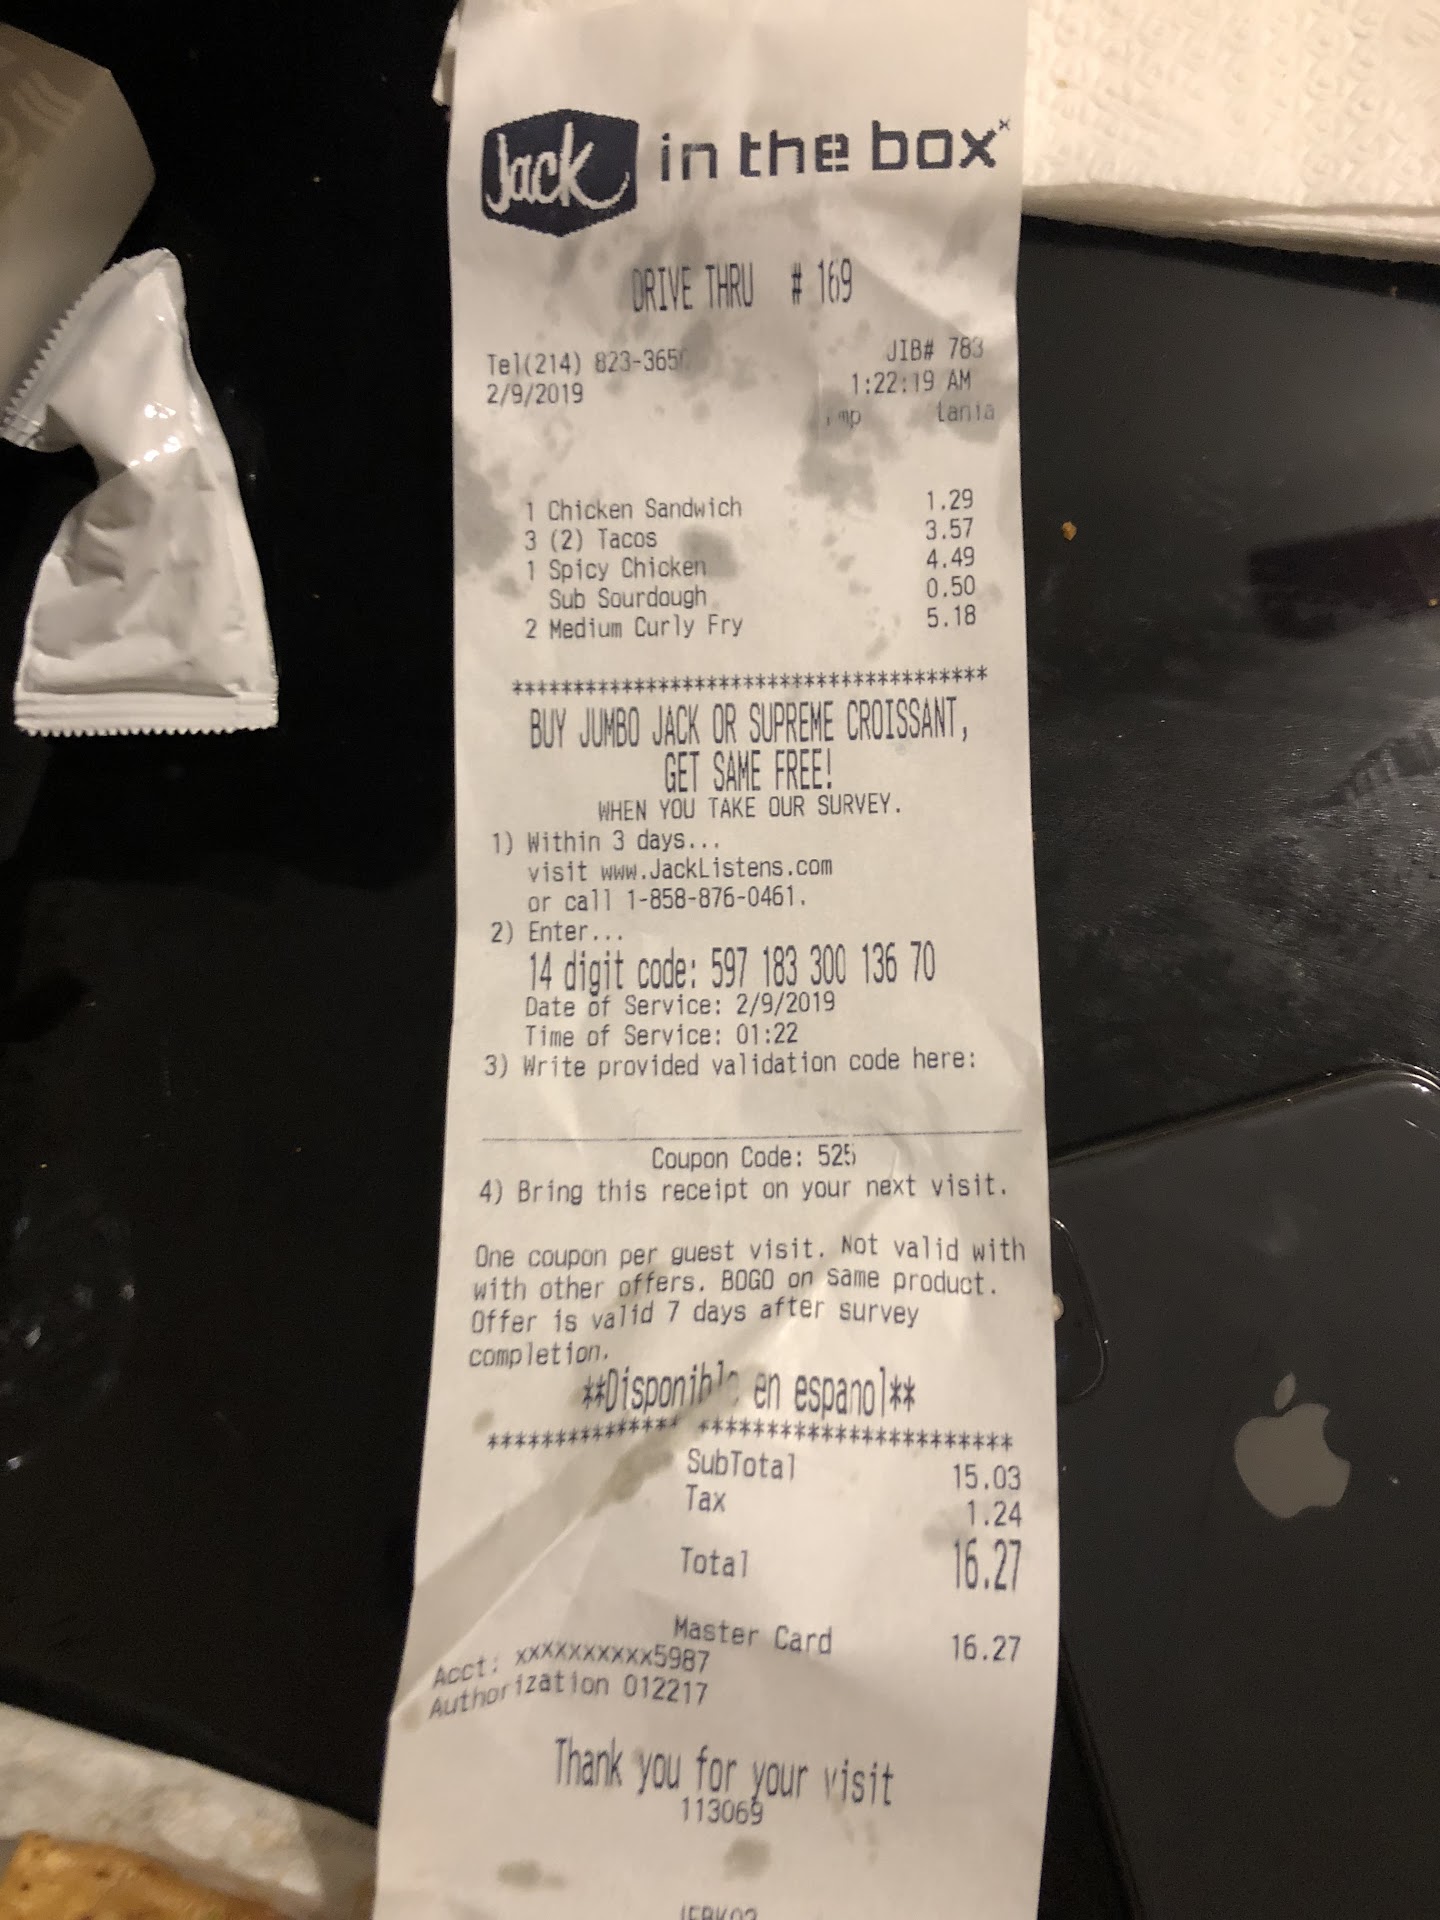 Jack in the box
DRIVE THRU # 169
Tel(214) 823-365
JIB# 783
2/9/2019
1:22:19 AM
tania
1 Chicken Sandwich 1.29
3 (2) Tacos 3.57
1 Spicy Chicken 4.49
Sub Sourdough 0.50
2 Medium Curly Fry 5.18
***************************************
BUY JUMBO JACK OR SUPREME CROISSANT,
GET SAME FREE!
WHEN YOU TAKE OUR SURVEY.
1) Within 3 days...
visit www.JackListens.com
or call 1-858-876-0461.
2) Enter...
14 digit code: 597 183 300 136 70
Date of Service: 2/9/2019
Time of Service: 01:22
3) Write provided validation code here:
Coupon Code: 525
4) Bring this receipt on your next visit.
One coupon per guest visit. Not valid with
with other offers. BOGO on same product.
Offer is valid 7 days after survey
completion.
**Disponible en espanol**
***************************************
SubTotal 15.03
Tax 1.24
Total 16.27
Master Card 16.27
Acct: xxxxxxxxxx5987
Authorization 012217
Thank you for your visit
113069